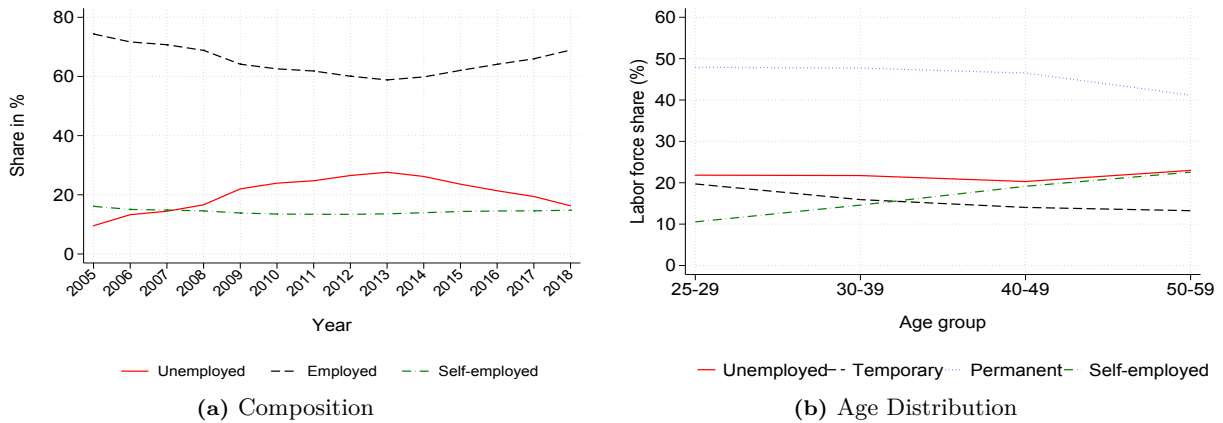 Share in %
80
60
40
20
0
2005 2006 2007 2008 2009 2010 2011 2012 2013 2014 2015 2016 2017 2018
Year
Unemployed Employed Self-employed
(a) Composition
Labor force share (%)
60
50
40
30
20
10
0
25-29 30-39 40-49 50-59
Age group
Unemployed Temporary Permanent Self-employed
(b) Age Distribution